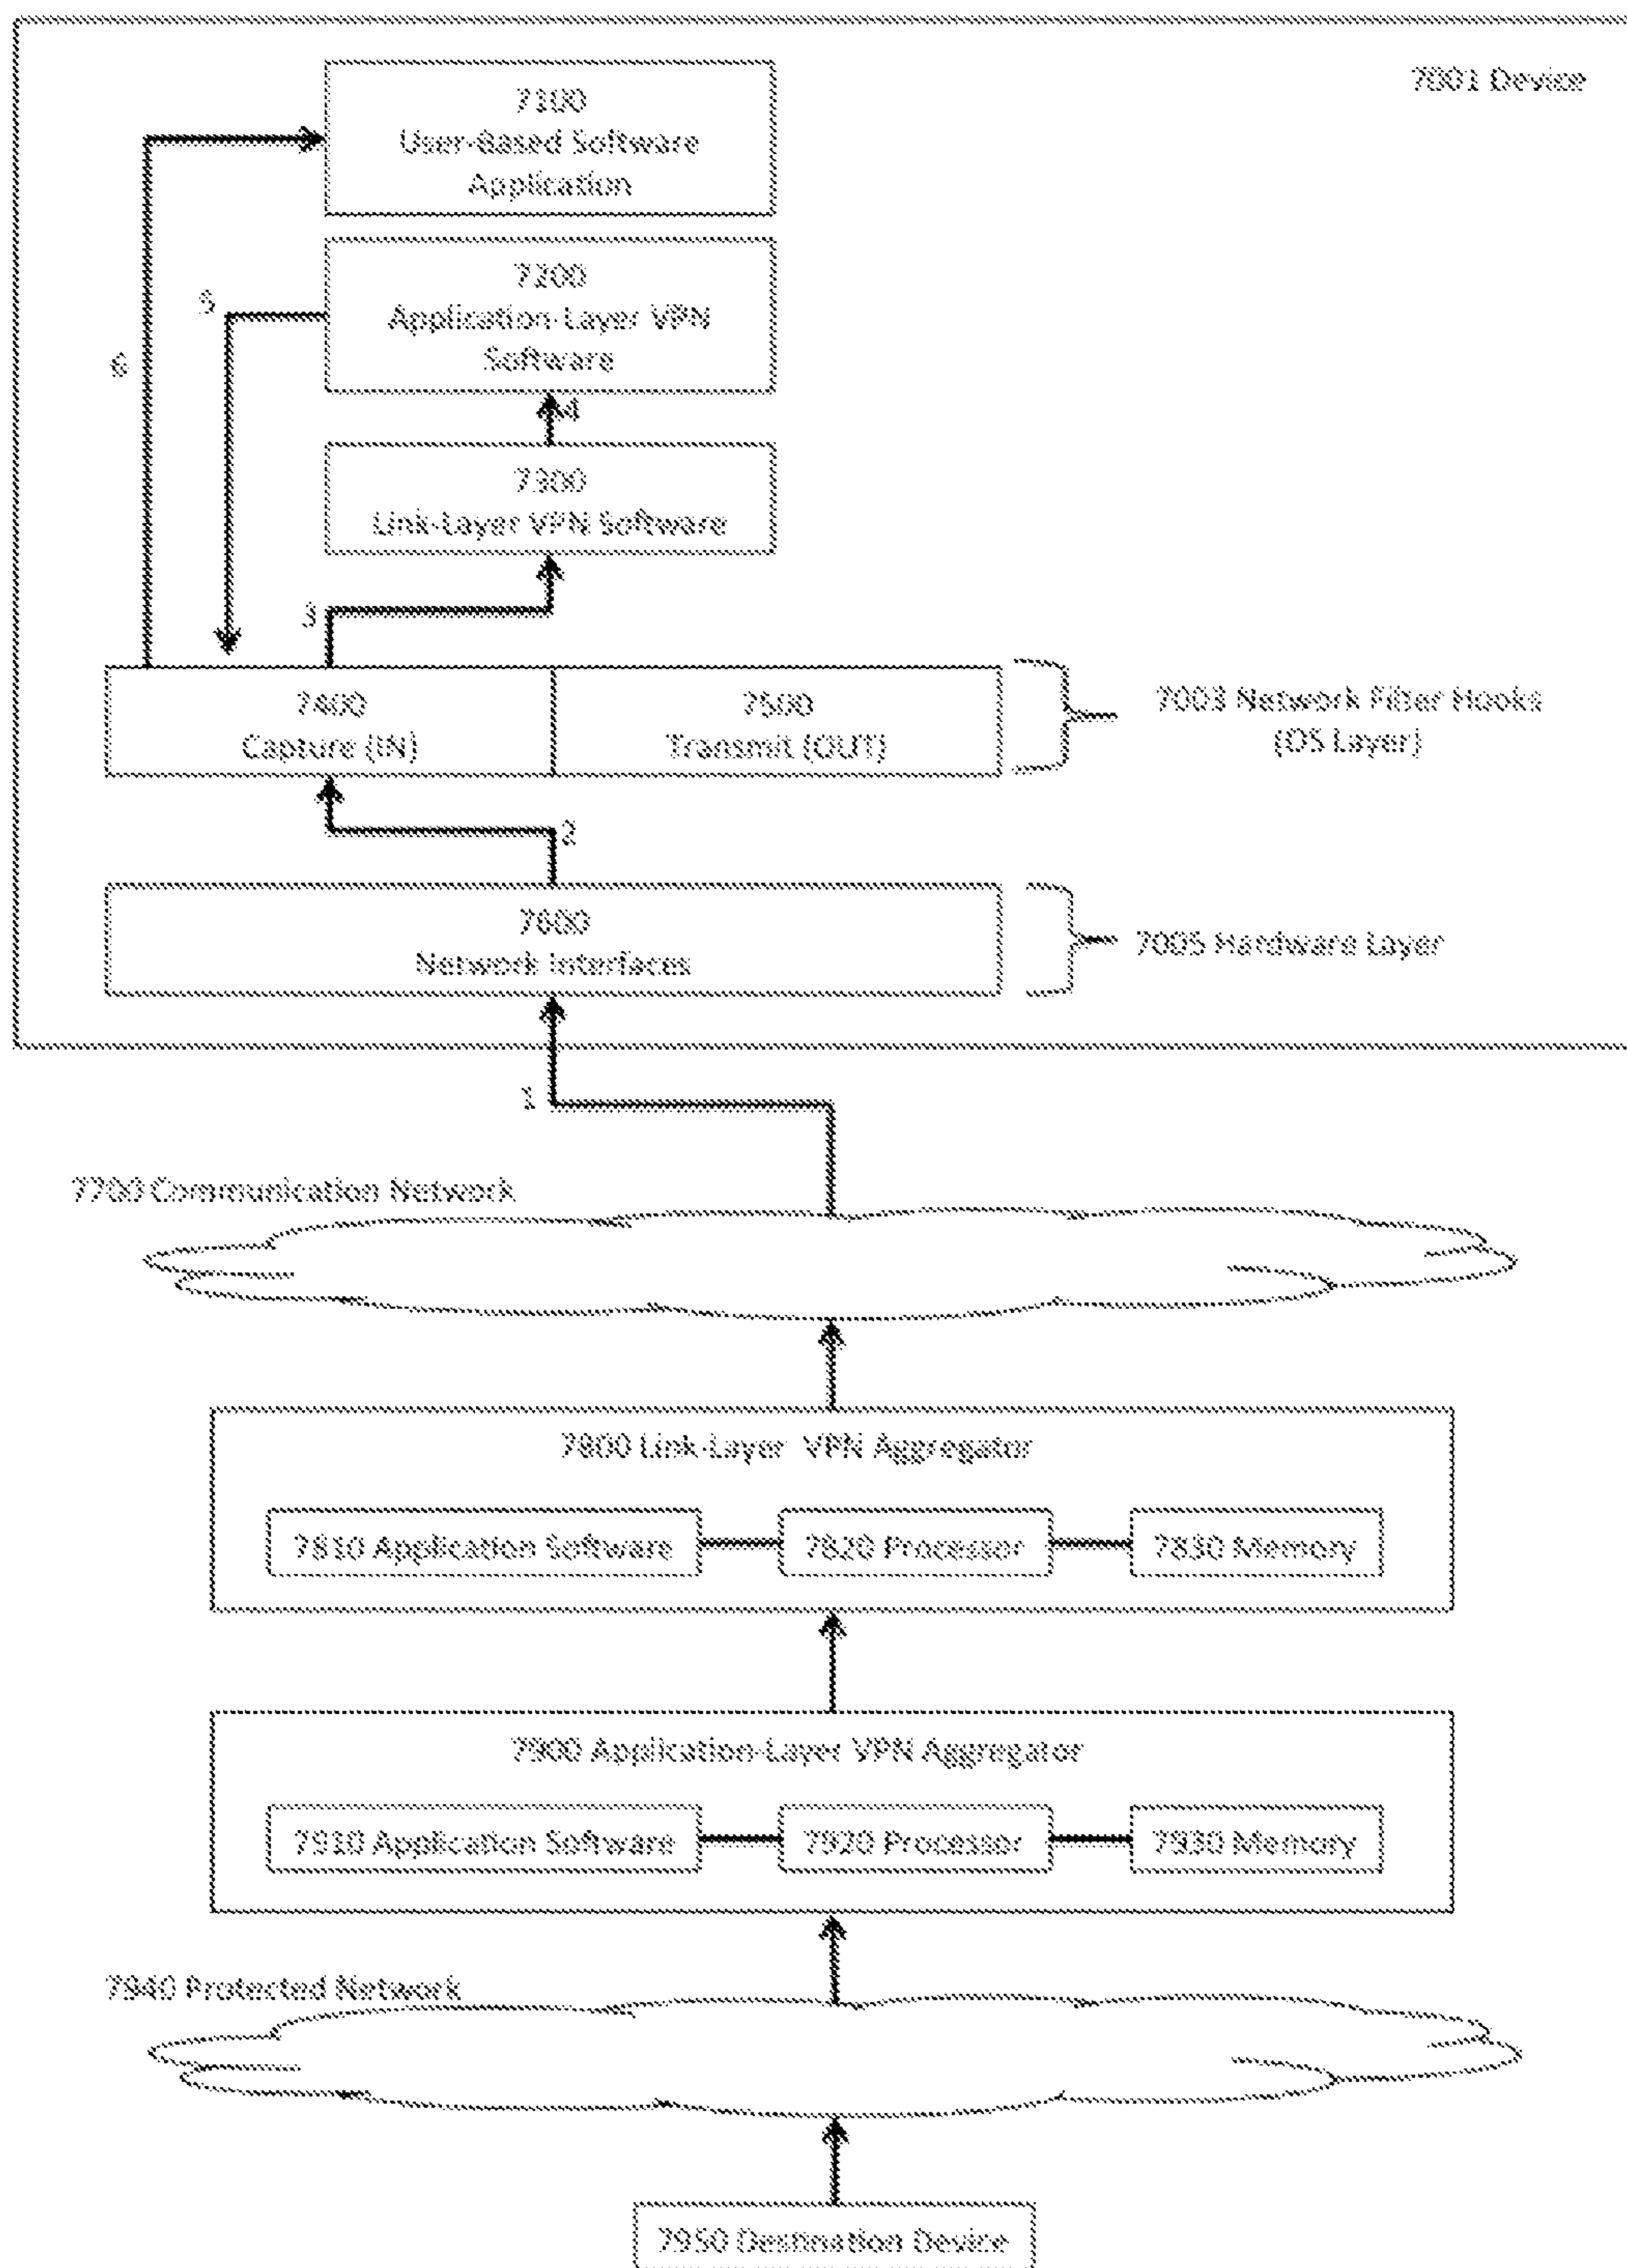 7001 Device
7100
User-Based Software
Application
7200
Application-Layer VPN
Software
5
6
4
7300
Link-Layer VPN Software
3
7400
Capture (IN)
7500
Transmit (OUT)
7003 Network Filter Hooks
(OS Layer)
2
7600
Network Interfaces
7005 Hardware Layer
1
7700 Communication Network
7800 Link-Layer VPN Aggregator
7810 Application Software
7820 Processor
7830 Memory
7900 Application-Layer VPN Aggregator
7910 Application Software
7920 Processor
7930 Memory
7940 Protected Network
7950 Destination Device